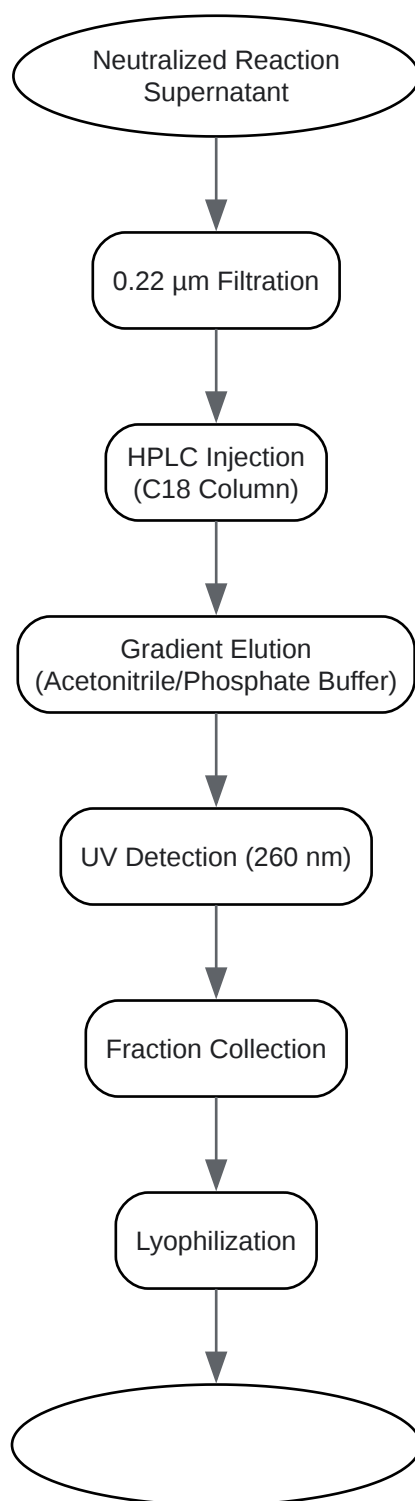 Neutralized Reaction
Supernatant
0.22 µm Filtration
HPLC Injection
(C18 Column)
Gradient Elution
(Acetonitrile/Phosphate Buffer)
UV Detection (260 nm)
Fraction Collection
Lyophilization